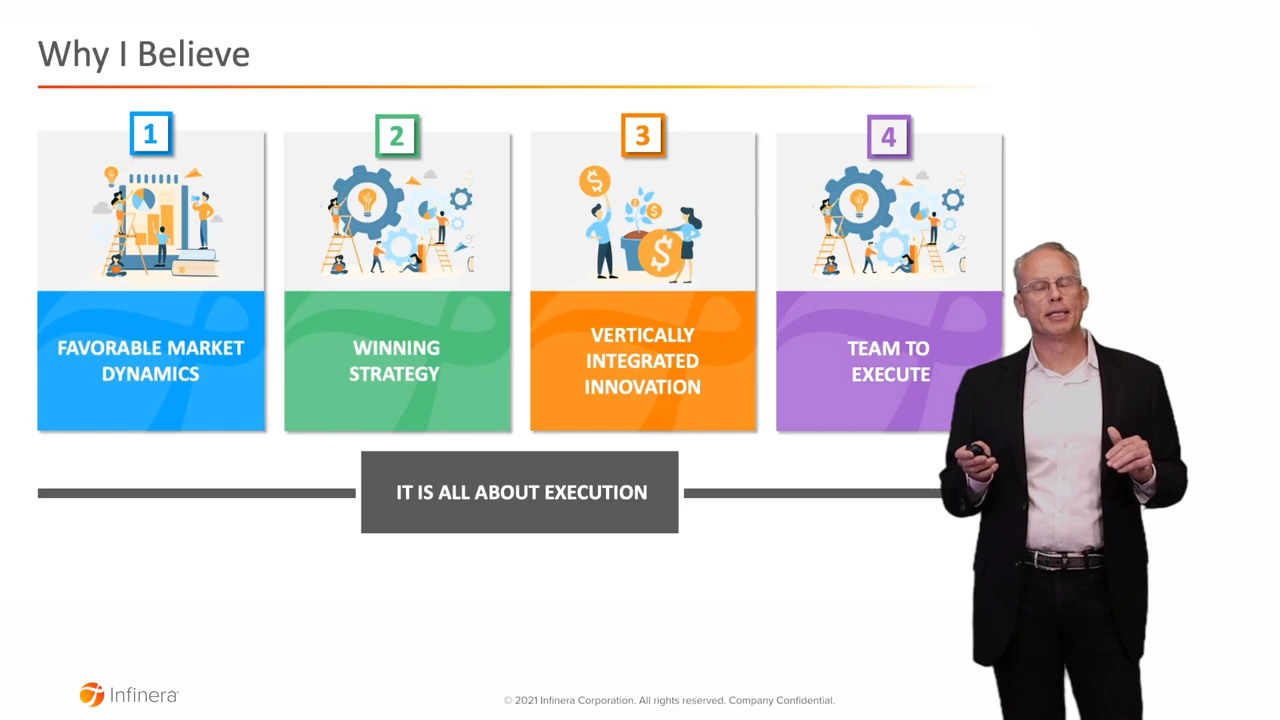 Why I Believe
1
2
3
4
FAVORABLE MARKET
DYNAMICS
WINNING
STRATEGY
VERTICALLY
INTEGRATED
INNOVATION
TEAM TO
EXECUTE
IT IS ALL ABOUT EXECUTION
Infinera
© 2021 Infinera Corporation. All rights reserved. Company Confidential.